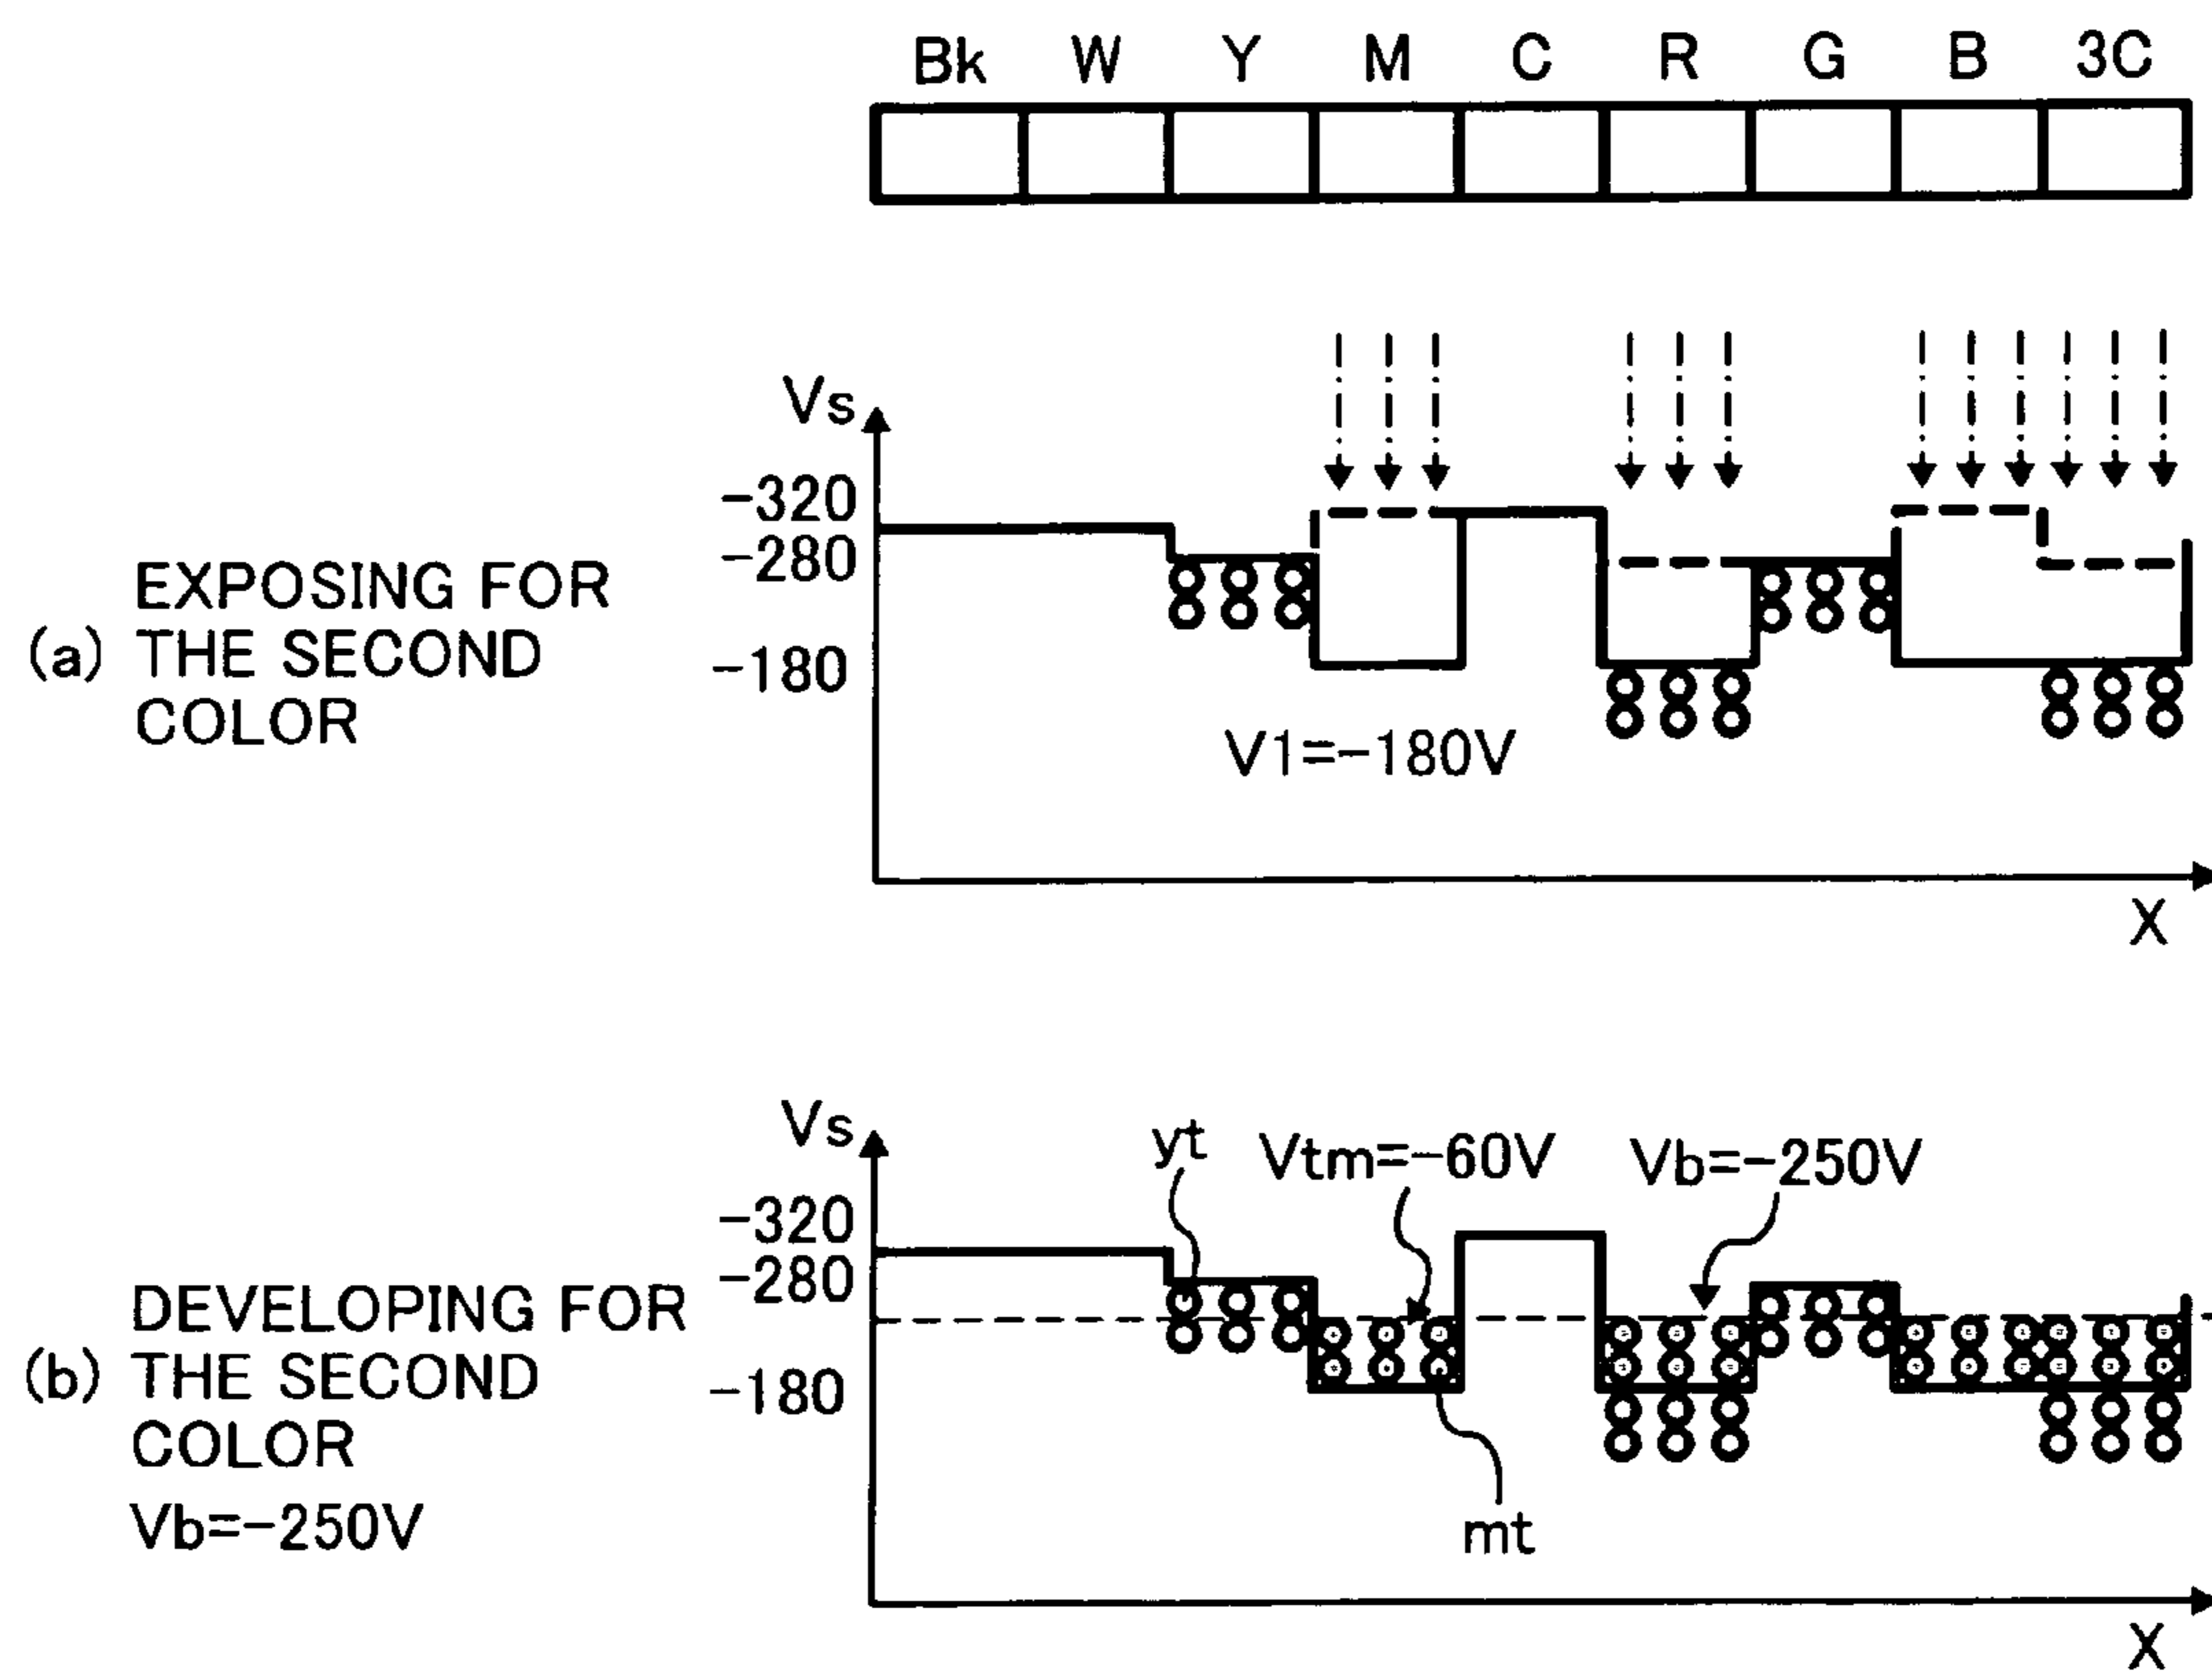 Bk W Y M C R G B 3C
Vs
-320
-280
-180
(a) EXPOSING FOR
THE SECOND
COLOR
V1=-180V
X
Vs
yt Vtm=-60V Vb=-250V
-320
-280
-180
(b) DEVELOPING FOR
THE SECOND
COLOR
Vb=-250V
mt
X